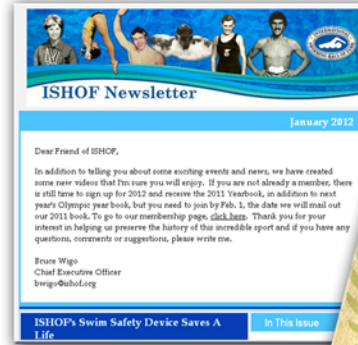 ISHOF Newsletter
January 2012
Dear Friend of ISHOF,
In addition to telling you about some exciting events and news, we have created
some new videos that I'm sure you will enjoy. If you are not already a member, there
is still time to sign up for 2012 and receive the 2011 Yearbook, in addition to next
year's Olympic year book, but you need to join by Feb. 1, the date we will mail out
our 2011 book. To go to our membership page, click here. Thank you for your
interest in helping us preserve the history of this incredible sport and if you have any
questions, comments or suggestions, please write me.
Bruce Wigo
Chief Executive Officer
bwigo@ishof.org
ISHOF's Swim Safety Device Saves A
Life
In This Issue